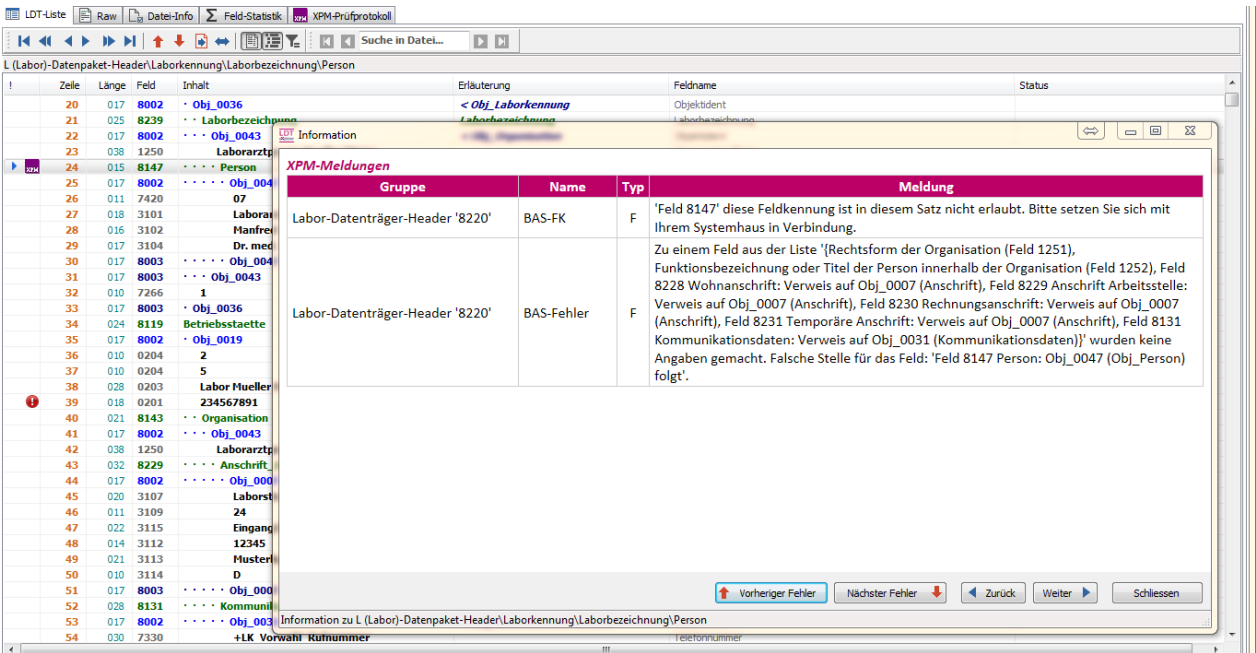 LDT-Liste Raw Datei-Info Σ Feld-Statistik XPM XPM-Prüfprotokoll
Suche in Datei...
L (Labor)-Datenpaket-Header\Laborkennung\Laborbezeichnung\Person
! Zeile Länge Feld Inhalt Erläuterung Feldname Status
20 017 8002 · Obj_0036 < Obj_Laborkennung Objektident
21 025 8239 · · Laborbezeichnung Laborbezeichnung Laborbezeichnung
22 017 8002 · · · Obj_0043
23 038 1250 Laborarztp
XPM 24 015 8147 · · · · Person
25 017 8002 · · · · · Obj_004
26 011 7420 07
27 018 3101 Laborar
28 016 3102 Manfred
29 017 3104 Dr. med
30 017 8003 · · · · · Obj_004
31 017 8003 · · · Obj_0043
32 010 7266 1
33 017 8003 · Obj_0036
34 024 8119 Betriebsstaette
35 017 8002 · Obj_0019
36 010 0204 2
37 010 0204 5
38 028 0203 Labor Mueller
39 018 0201 234567891
40 021 8143 · · Organisation
41 017 8002 · · · Obj_0043
42 038 1250 Laborarztp
43 032 8229 · · · · Anschrift_
44 017 8002 · · · · · Obj_000
45 020 3107 Laborst
46 011 3109 24
47 022 3115 Eingang
48 014 3112 12345
49 021 3113 Musterl
50 010 3114 D
51 017 8003 · · · · · Obj_000
52 028 8131 · · · · Kommunil
53 017 8002 · · · · · Obj_003
54 030 7330 +LK_Vorwahl_Rufnummer Telefonnummer
LDT Information
XPM-Meldungen
Gruppe Name Typ Meldung
Labor-Datenträger-Header '8220' BAS-FK F 'Feld 8147' diese Feldkennung ist in diesem Satz nicht erlaubt. Bitte setzen Sie sich mit
Ihrem Systemhaus in Verbindung.
Labor-Datenträger-Header '8220' BAS-Fehler F Zu einem Feld aus der Liste '{Rechtsform der Organisation (Feld 1251),
Funktionsbezeichnung oder Titel der Person innerhalb der Organisation (Feld 1252), Feld
8228 Wohnanschrift: Verweis auf Obj_0007 (Anschrift), Feld 8229 Anschrift Arbeitsstelle:
Verweis auf Obj_0007 (Anschrift), Feld 8230 Rechnungsanschrift: Verweis auf Obj_0007
(Anschrift), Feld 8231 Temporäre Anschrift: Verweis auf Obj_0007 (Anschrift), Feld 8131
Kommunikationsdaten: Verweis auf Obj_0031 (Kommunikationsdaten)}' wurden keine
Angaben gemacht. Falsche Stelle für das Feld: 'Feld 8147 Person: Obj_0047 (Obj_Person)
folgt'.
Vorheriger Fehler Nächster Fehler Zurück Weiter Schliessen
Information zu L (Labor)-Datenpaket-Header\Laborkennung\Laborbezeichnung\Person